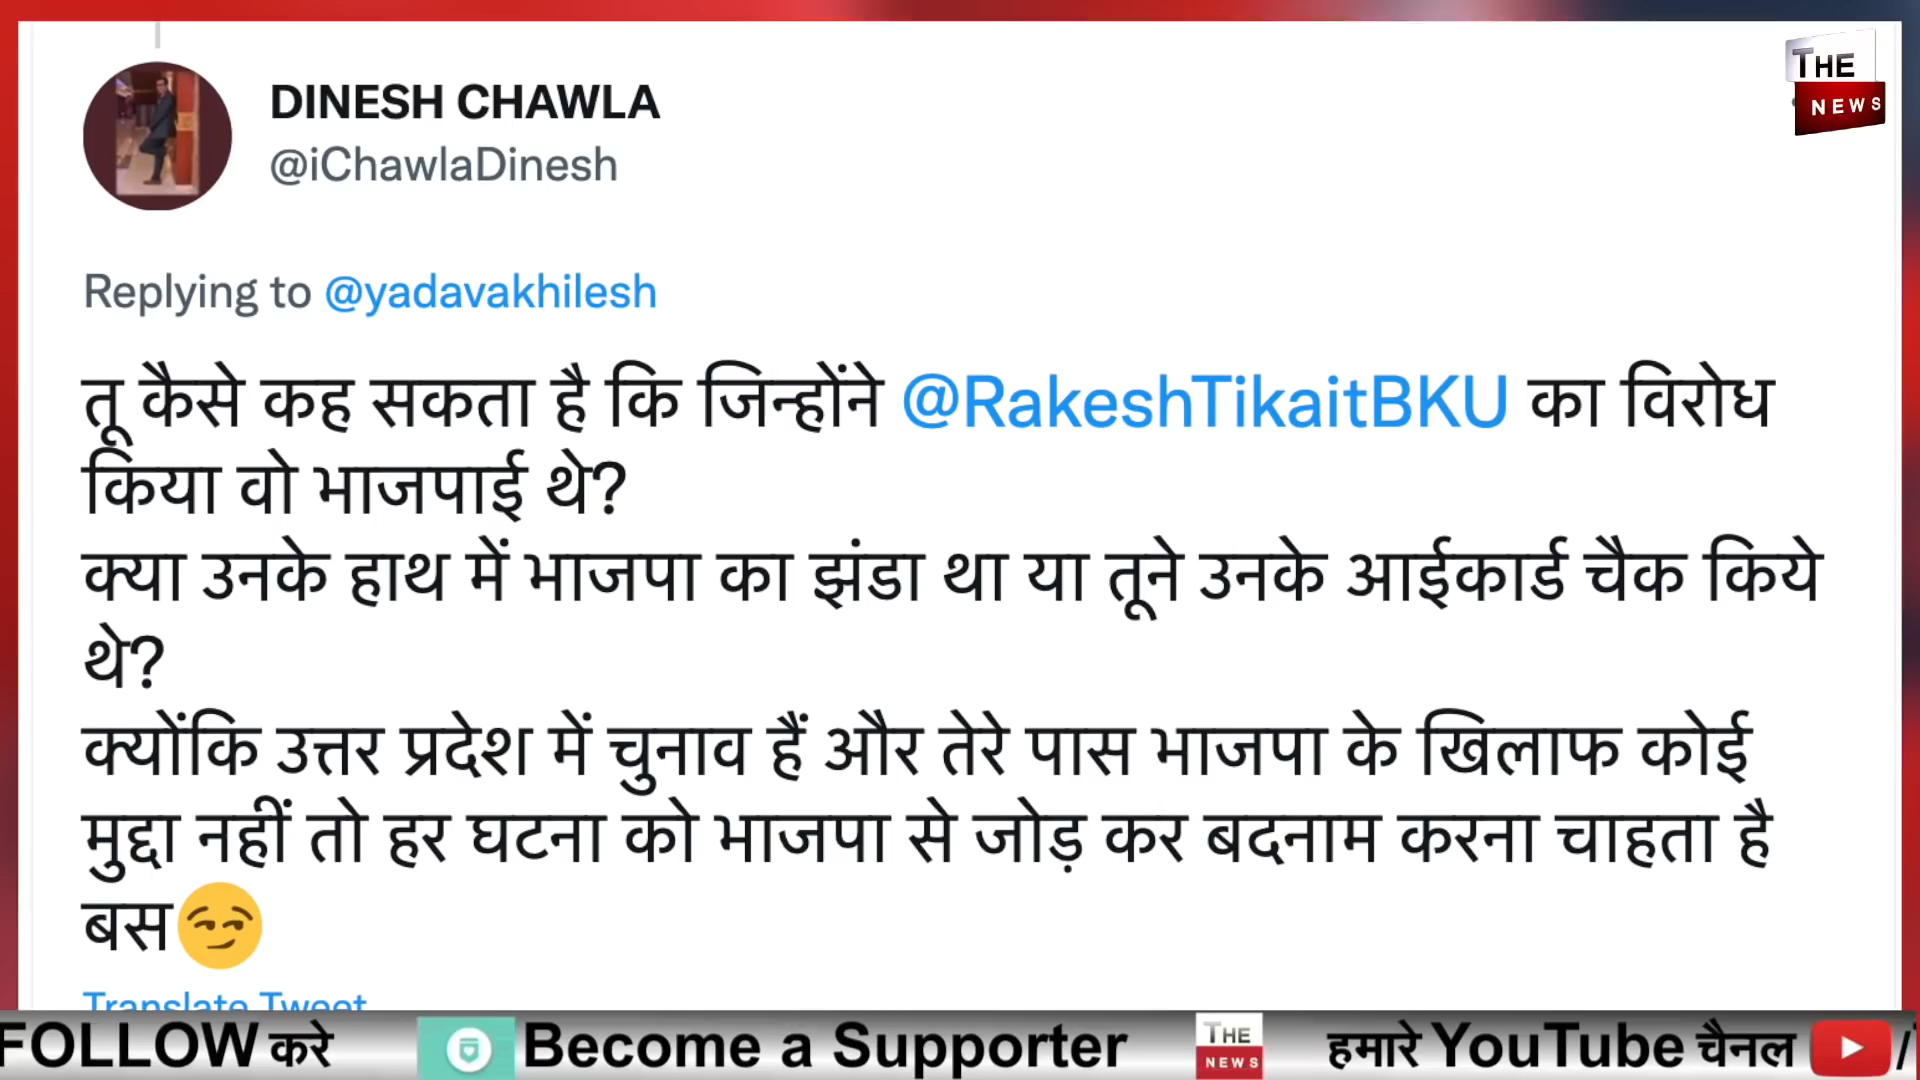 THE
NEWS
DINESH CHAWLA
@iChawlaDinesh
Replying to @yadavakhilesh
तू कैसे कह सकता है कि जिन्होंने @RakeshTikaitBKU का विरोध
किया वो भाजपाई थे?
क्या उनके हाथ में भाजपा का झंडा था या तूने उनके आईकार्ड चैक किये
थे?
क्योंकि उत्तर प्रदेश में चुनाव हैं और तेरे पास भाजपा के खिलाफ कोई
मुद्दा नहीं तो हर घटना को भाजपा से जोड़ कर बदनाम करना चाहता है
बस😏
Translate Tweet
FOLLOW करे Become a Supporter THE NEWS हमारे YouTube चैनल /